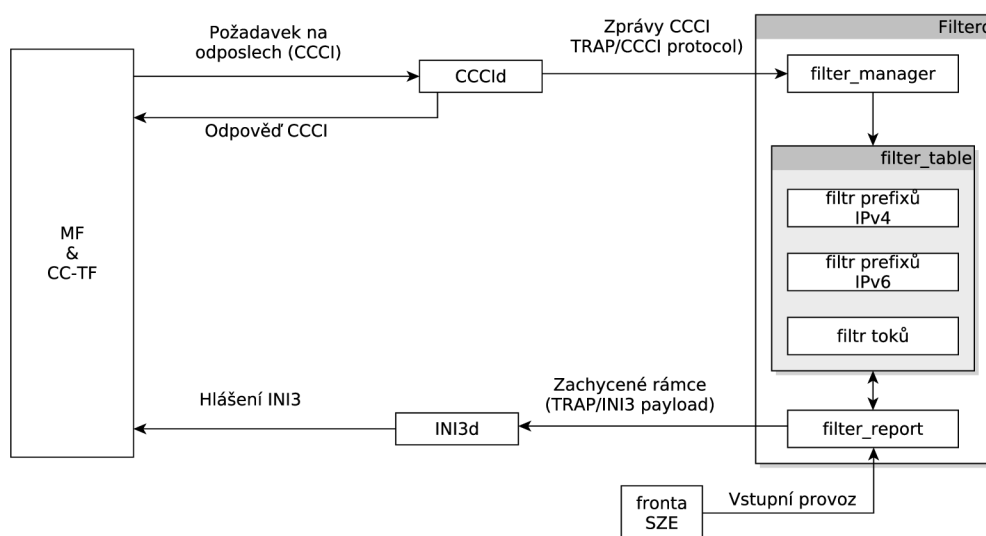 Požadavek na
odposlech (CCCI)
Zprávy CCCI
TRAP/CCCI protocol)
CCCId
filter_manager
Odpověď CCCI
filter_table
filtr prefixů
IPv4
MF
&
CC-TF
filtr prefixů
IPv6
filtr toků
Hlášení INI3
Zachycené rámce
(TRAP/INI3 payload)
INI3d
filter_report
fronta
SZE
Vstupní provoz